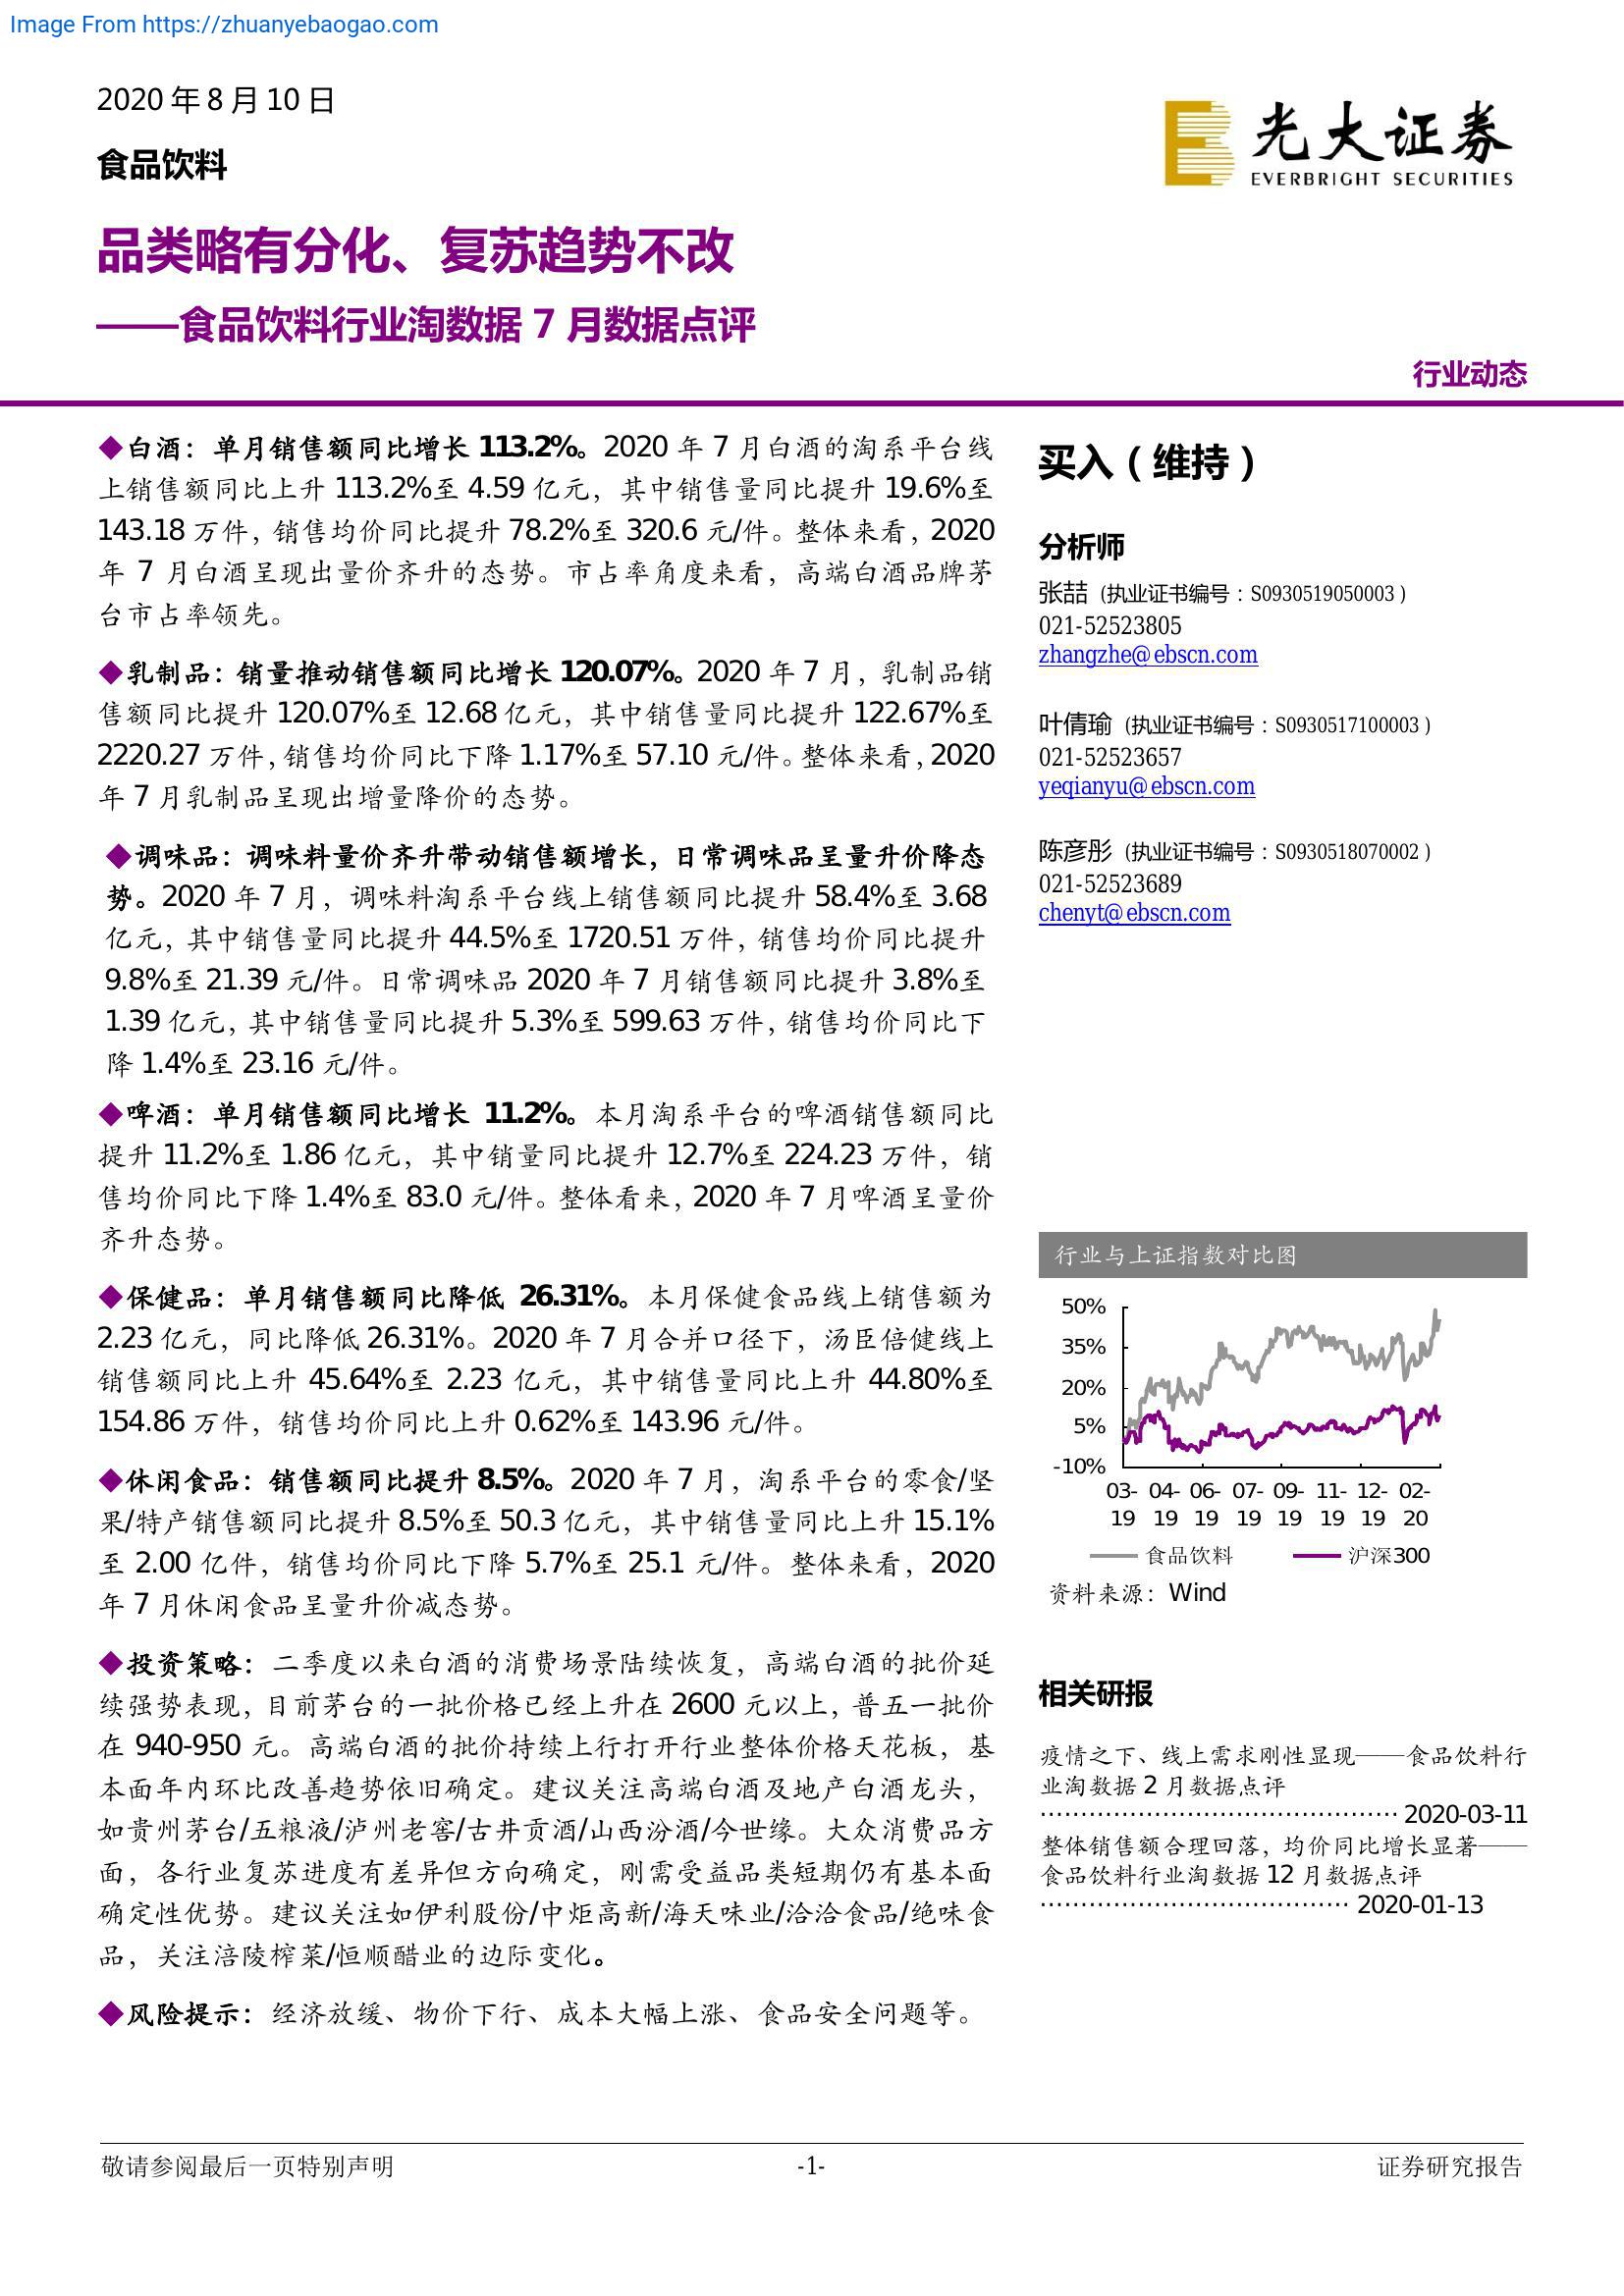 Image From https://zhuanyebaogao.com
2020 年 8 月 10 日
食品饮料
光大证券
EVERBRIGHT SECURITIES
品类略有分化、复苏趋势不改
——食品饮料行业淘数据 7 月数据点评
行业动态
◆白酒：单月销售额同比增长 113.2%。2020 年 7 月白酒的淘系平台线
上销售额同比上升 113.2%至 4.59 亿元，其中销售量同比提升 19.6%至
143.18 万件，销售均价同比提升 78.2%至 320.6 元/件。整体来看，2020
年 7 月白酒呈现出量价齐升的态势。市占率角度来看，高端白酒品牌茅
台市占率领先。
◆乳制品：销量推动销售额同比增长 120.07%。2020 年 7 月，乳制品销
售额同比提升 120.07%至 12.68 亿元，其中销售量同比提升 122.67%至
2220.27 万件，销售均价同比下降 1.17%至 57.10 元/件。整体来看，2020
年 7 月乳制品呈现出增量降价的态势。
◆调味品：调味料量价齐升带动销售额增长，日常调味品呈量升价降态
势。2020 年 7 月，调味料淘系平台线上销售额同比提升 58.4%至 3.68
亿元，其中销售量同比提升 44.5%至 1720.51 万件，销售均价同比提升
9.8%至 21.39 元/件。日常调味品 2020 年 7 月销售额同比提升 3.8%至
1.39 亿元，其中销售量同比提升 5.3%至 599.63 万件，销售均价同比下
降 1.4%至 23.16 元/件。
◆啤酒：单月销售额同比增长 11.2%。本月淘系平台的啤酒销售额同比
提升 11.2%至 1.86 亿元，其中销量同比提升 12.7%至 224.23 万件，销
售均价同比下降 1.4%至 83.0 元/件。整体看来，2020 年 7 月啤酒呈量价
齐升态势。
◆保健品：单月销售额同比降低 26.31%。本月保健食品线上销售额为
2.23 亿元，同比降低 26.31%。2020 年 7 月合并口径下，汤臣倍健线上
销售额同比上升 45.64%至 2.23 亿元，其中销售量同比上升 44.80%至
154.86 万件，销售均价同比上升 0.62%至 143.96 元/件。
◆休闲食品：销售额同比提升 8.5%。2020 年 7 月，淘系平台的零食/坚
果/特产销售额同比提升 8.5%至 50.3 亿元，其中销售量同比上升 15.1%
至 2.00 亿件，销售均价同比下降 5.7%至 25.1 元/件。整体来看，2020
年 7 月休闲食品呈量升价减态势。
◆投资策略：二季度以来白酒的消费场景陆续恢复，高端白酒的批价延
续强势表现，目前茅台的一批价格已经上升在 2600 元以上，普五一批价
在 940-950 元。高端白酒的批价持续上行打开行业整体价格天花板，基
本面年内环比改善趋势依旧确定。建议关注高端白酒及地产白酒龙头，
如贵州茅台/五粮液/泸州老窖/古井贡酒/山西汾酒/今世缘。大众消费品方
面，各行业复苏进度有差异但方向确定，刚需受益品类短期仍有基本面
确定性优势。建议关注如伊利股份/中炬高新/海天味业/洽洽食品/绝味食
品，关注涪陵榨菜/恒顺醋业的边际变化。
◆风险提示：经济放缓、物价下行、成本大幅上涨、食品安全问题等。
买入（维持）
分析师
张喆 (执业证书编号：S0930519050003 )
021-52523805
zhangzhe@ebscn.com
叶倩瑜 (执业证书编号：S0930517100003 )
021-52523657
yeqianyu@ebscn.com
陈彦彤 (执业证书编号：S0930518070002 )
021-52523689
chenyt@ebscn.com
行业与上证指数对比图
50%
35%
20%
5%
-10%
03- 04- 06- 07- 09- 11- 12- 02-
19 19 19 19 19 19 19 20
食品饮料 沪深300
资料来源：Wind
相关研报
疫情之下、线上需求刚性显现——食品饮料行
业淘数据 2 月数据点评
············································ 2020-03-11
整体销售额合理回落，均价同比增长显著——
食品饮料行业淘数据 12 月数据点评
······································ 2020-01-13
敬请参阅最后一页特别声明
-1-
证券研究报告